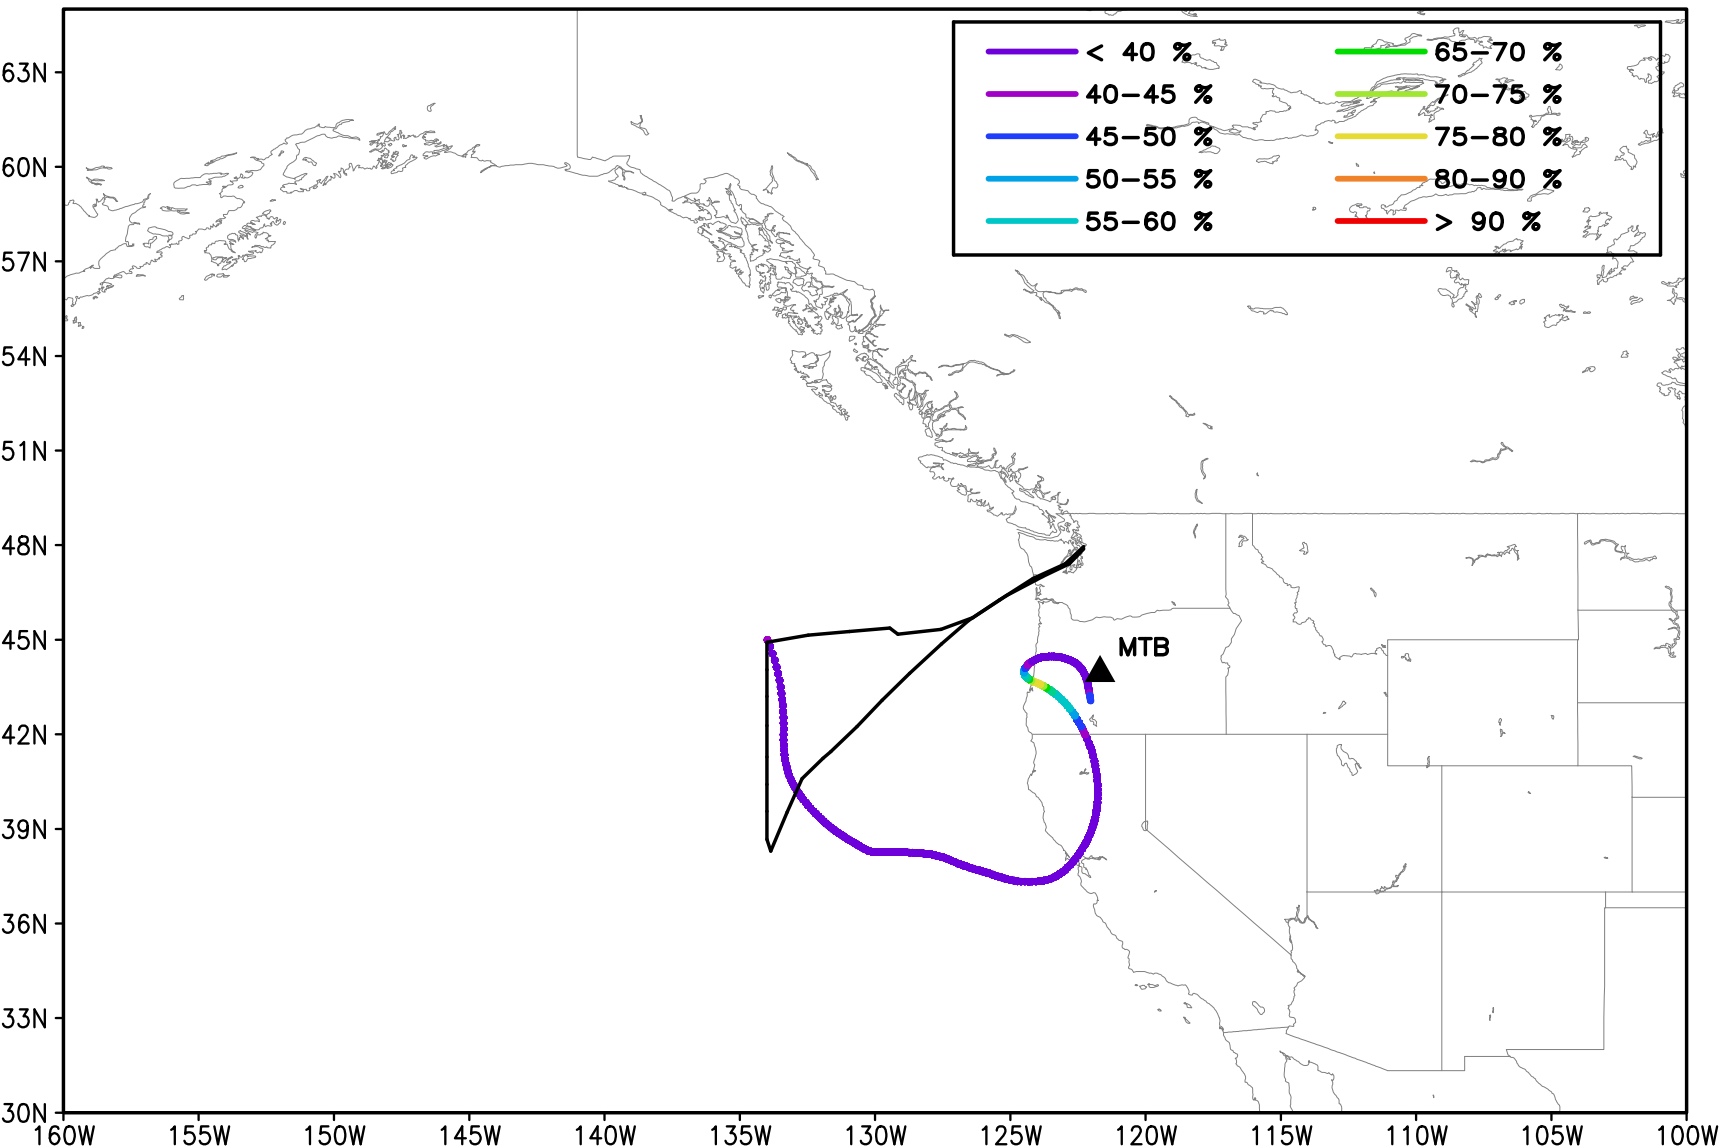 < 40 % 65-70 %
40-45 % 70-75 %
45-50 % 75-80 %
50-55 % 80-90 %
55-60 % > 90 %
63N
60N
57N
54N
51N
48N
45N
42N
39N
36N
33N
30N
MTB
160W 155W 150W 145W 140W 135W 130W 125W 120W 115W 110W 105W 100W